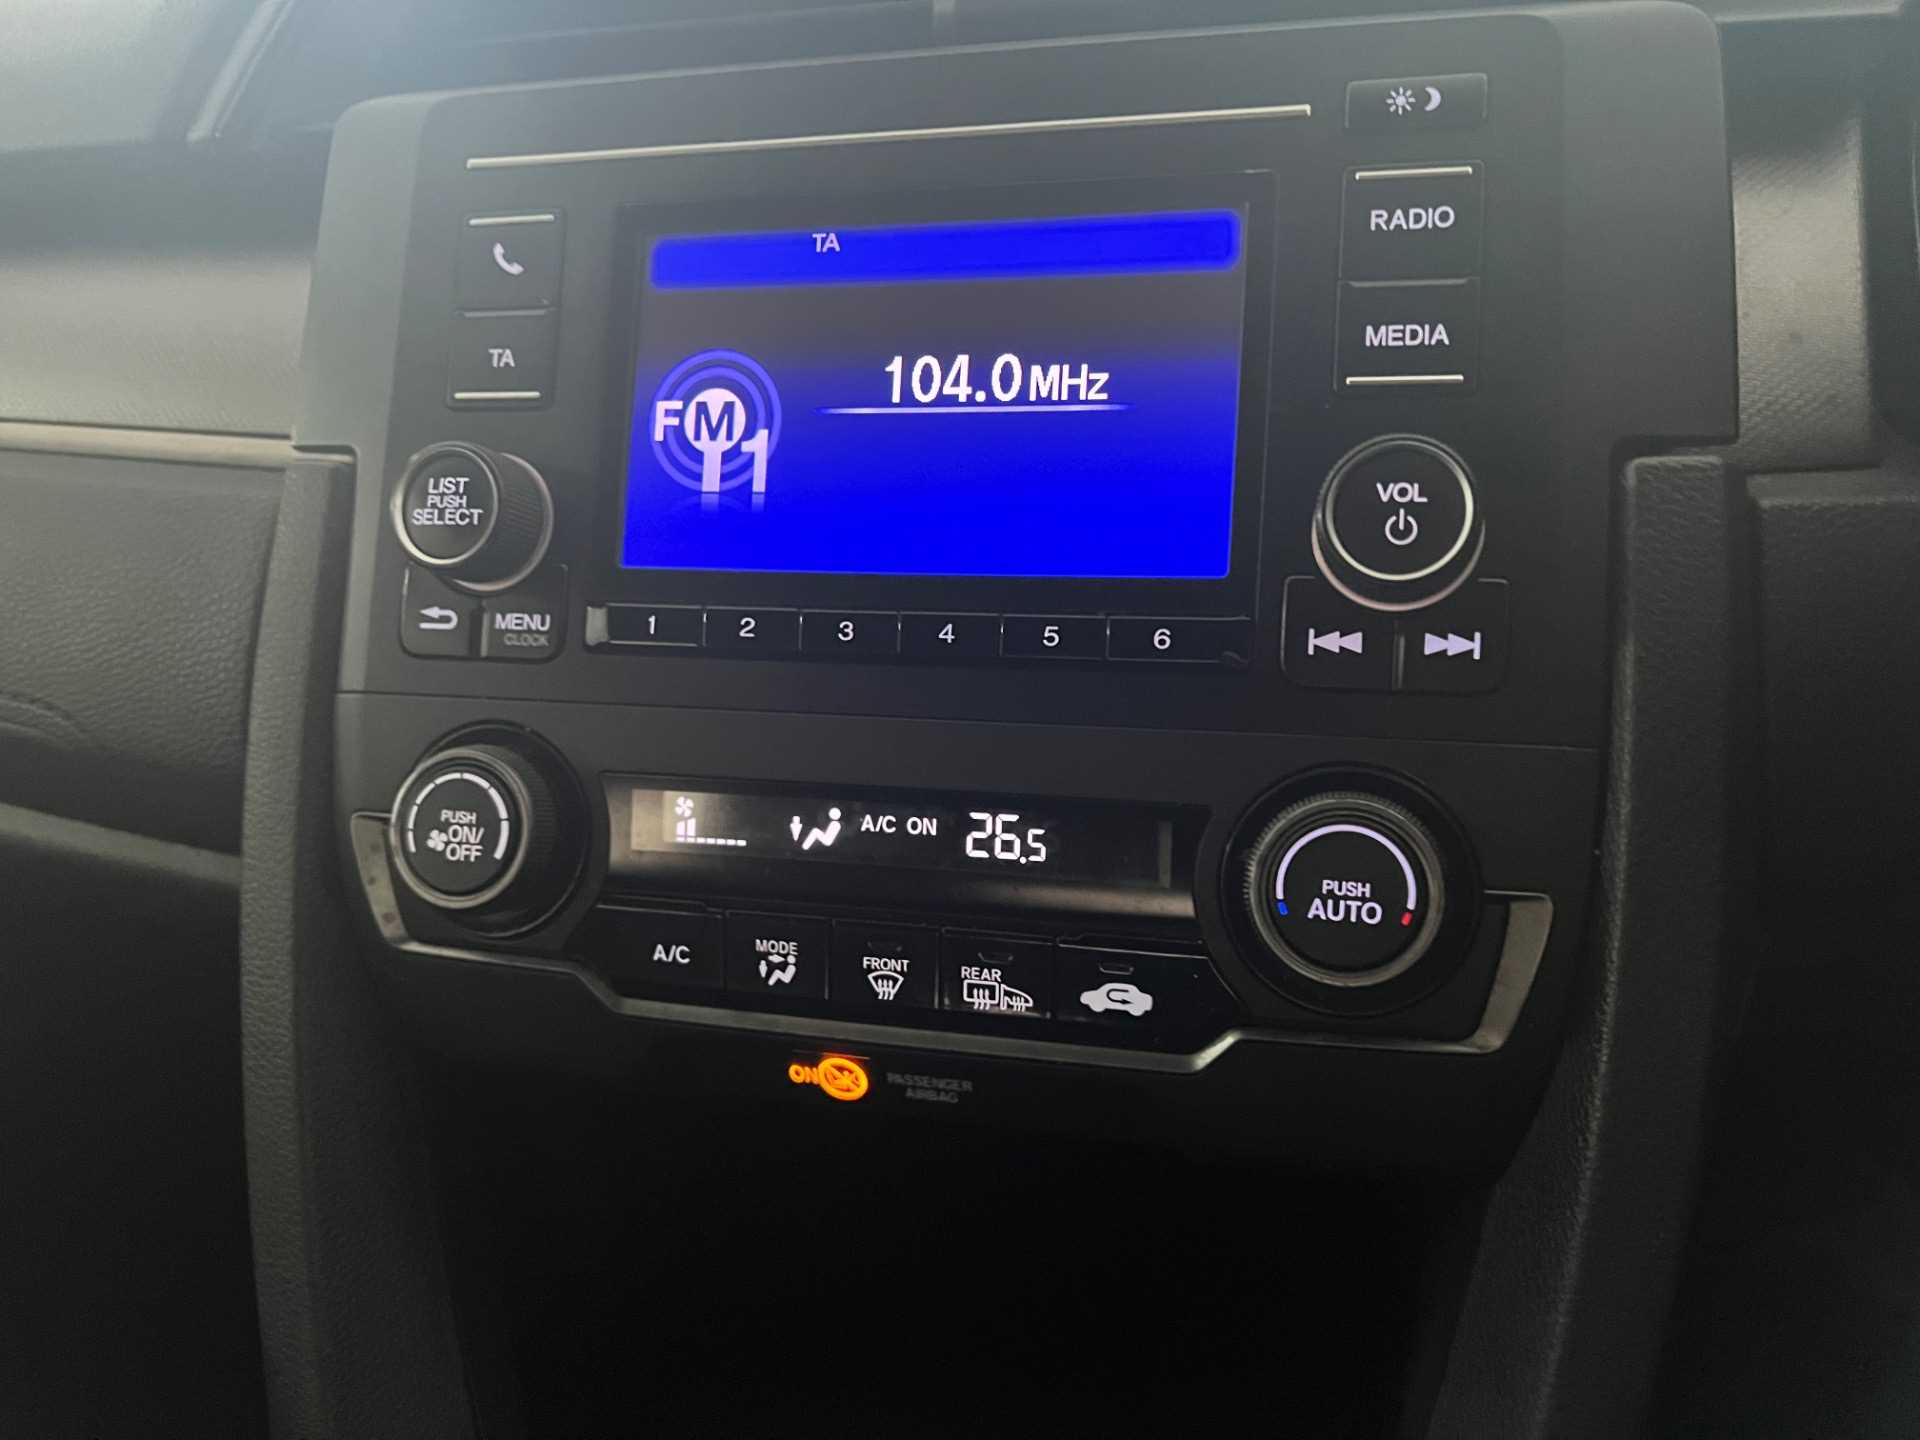 TA
RADIO
TA
MEDIA
104.0MHz
FM
1
LIST
PUSH
SELECT
VOL
MENU
CLOCK
1 2 3 4 5 6
PUSH
ON/
OFF
A/C ON 26.5
PUSH
AUTO
A/C
MODE
FRONT
REAR
ON
PASSENGER
AIRBAG